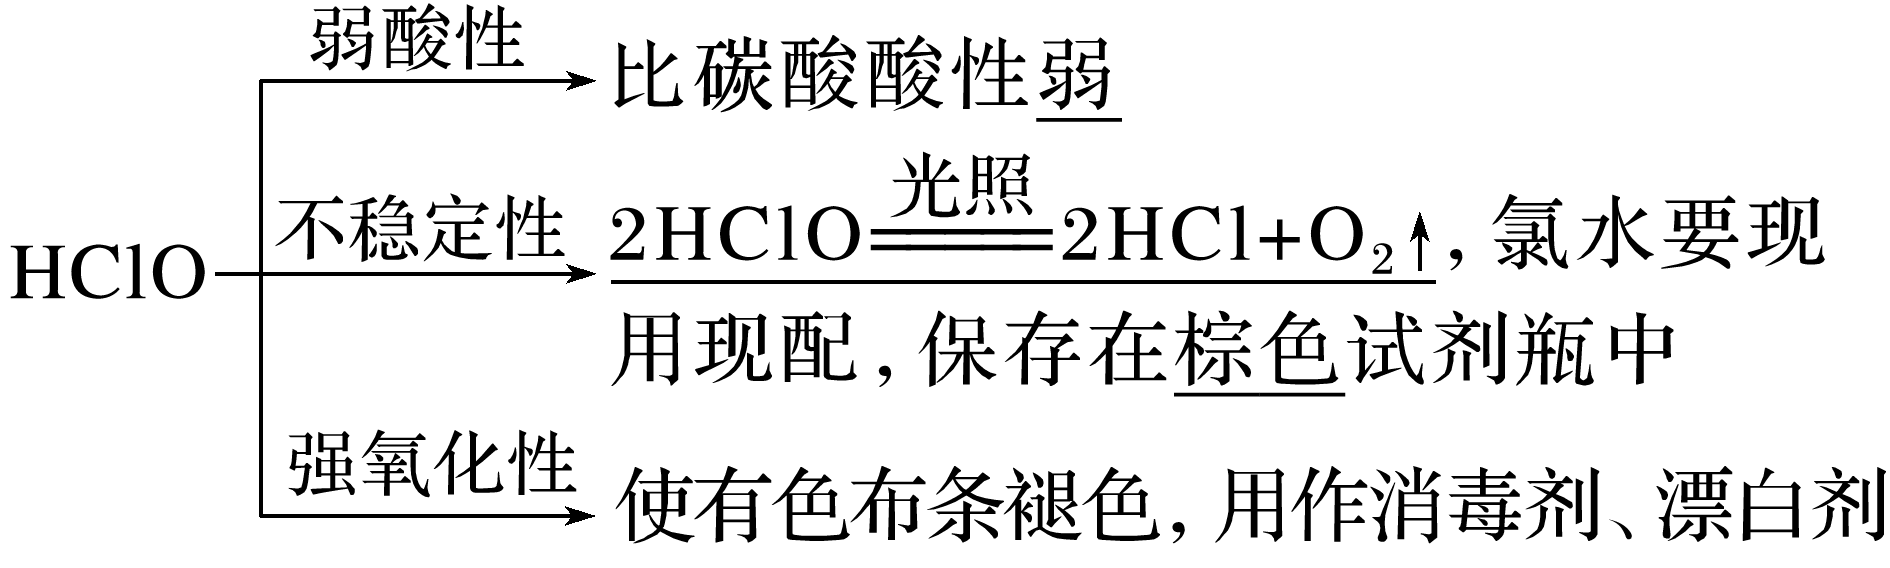 HClO
弱酸性
比碳酸酸性弱
不稳定性
光照
2HClO═══2HCl+O₂↑,氯水要现
用现配,保存在棕色试剂瓶中
强氧化性
使有色布条褪色,用作消毒剂、漂白剂